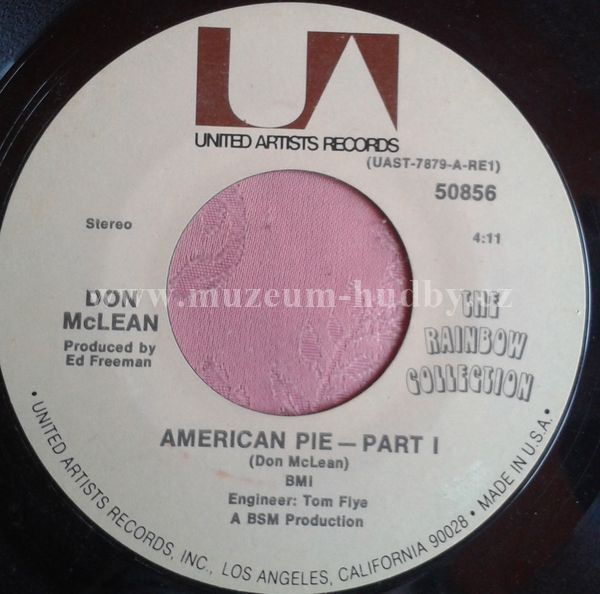 UA
UNITED ARTISTS RECORDS
(UAST-7879-A-RE1)
50856
Stereo
4:11
www.muzeum-hudby.cz
DON
McLEAN
Produced by
Ed Freeman
THE
RAINBOW
COLLECTION
AMERICAN PIE — PART I
(Don McLean)
BMI
Engineer: Tom Flye
A BSM Production
• UNITED ARTISTS RECORDS, INC., LOS ANGELES, CALIFORNIA 90028 • MADE IN U.S.A. •